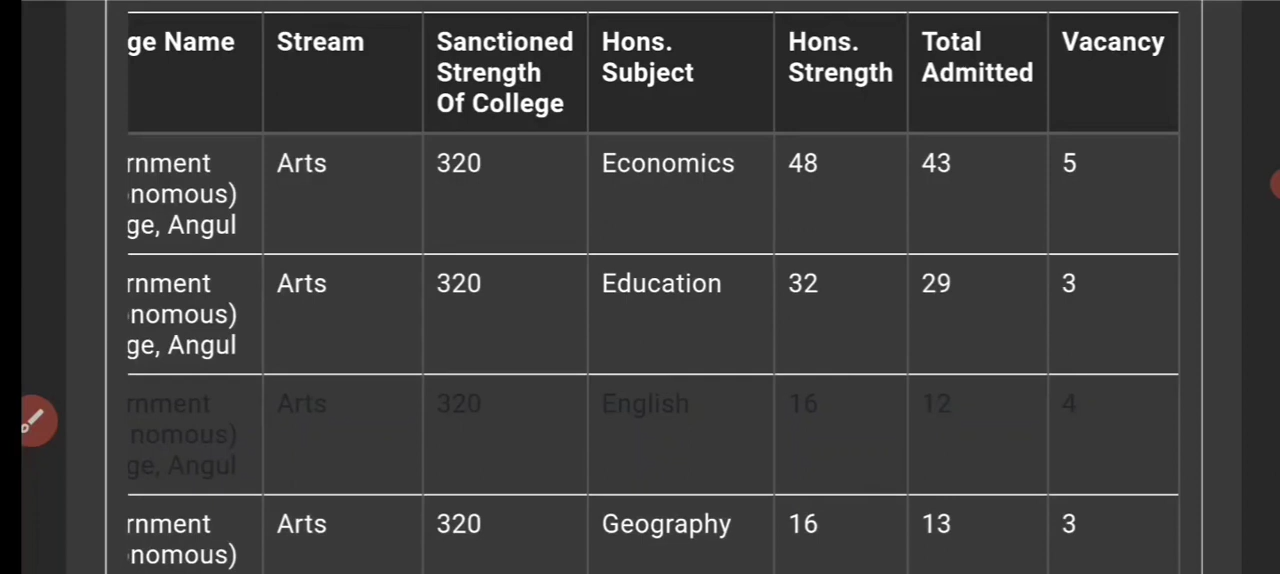 ge Name Stream Sanctioned Strength Of College Hons. Subject Hons. Strength Total Admitted Vacancy
rnment nomous) ge, Angul Arts 320 Economics 48 43 5
rnment nomous) ge, Angul Arts 320 Education 32 29 3
rnment nomous) ge, Angul Arts 320 English 16 12 4
rnment nomous) Arts 320 Geography 16 13 3